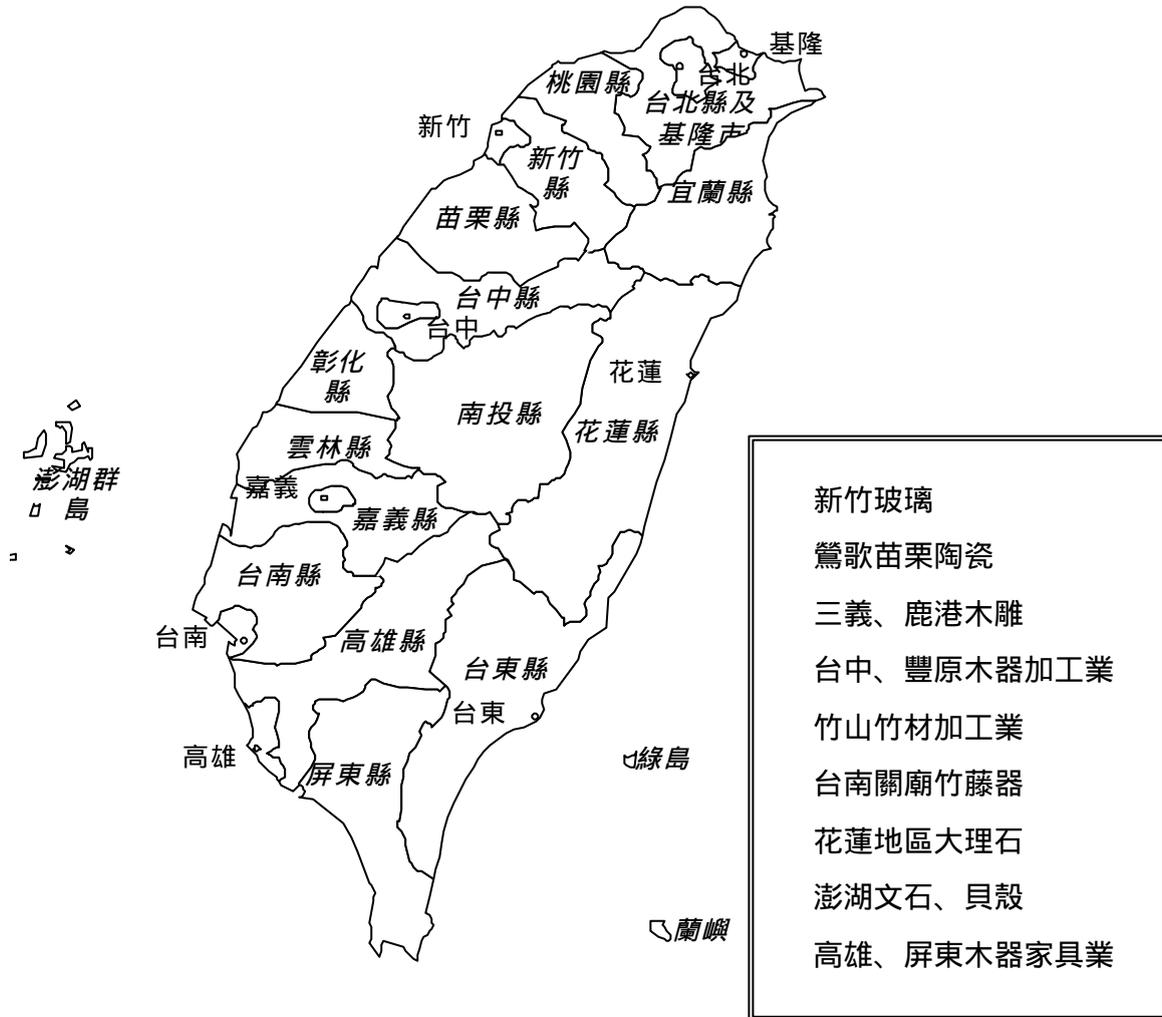 基隆
台北
桃園縣
台北縣及
基隆市
新竹
新竹
縣
宜蘭縣
苗栗縣
台中縣
台中
彰化
縣
花蓮
南投縣
花蓮縣
雲林縣
澎湖群
島
嘉義
嘉義縣
台南縣
台南
高雄縣
台東縣
台東
高雄
屏東縣
綠島
蘭嶼
新竹玻璃
鶯歌苗栗陶瓷
三義、鹿港木雕
台中、豐原木器加工業
竹山竹材加工業
台南關廟竹藤器
花蓮地區大理石
澎湖文石、貝殼
高雄、屏東木器家具業